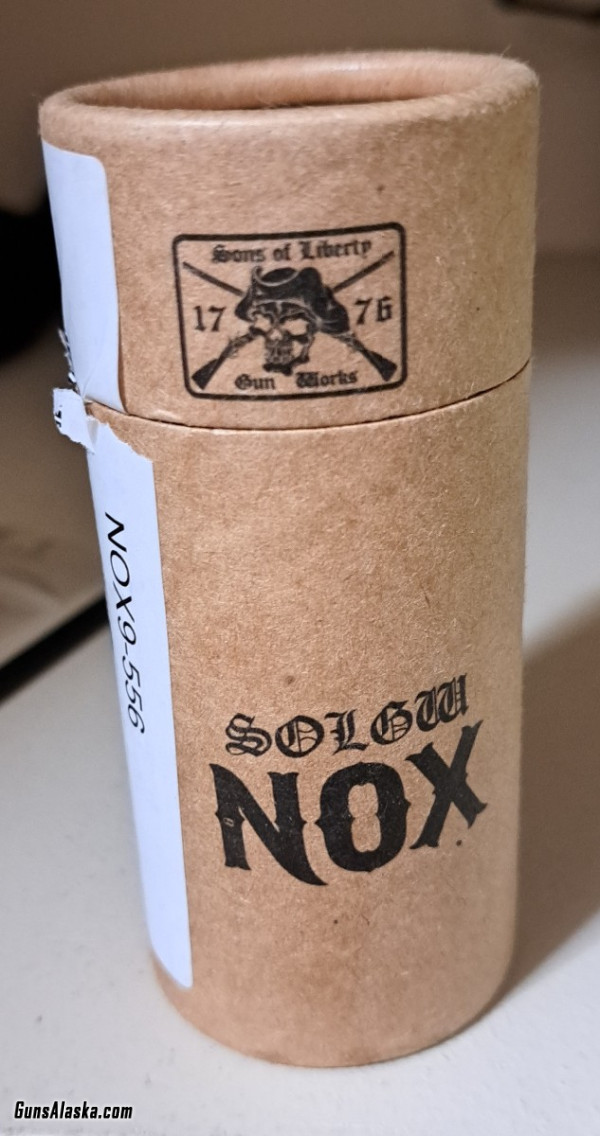 Sons of Liberty
17 76
Gun Works
NOX9-556
SOLGW
NOX
GunsAlaska.com